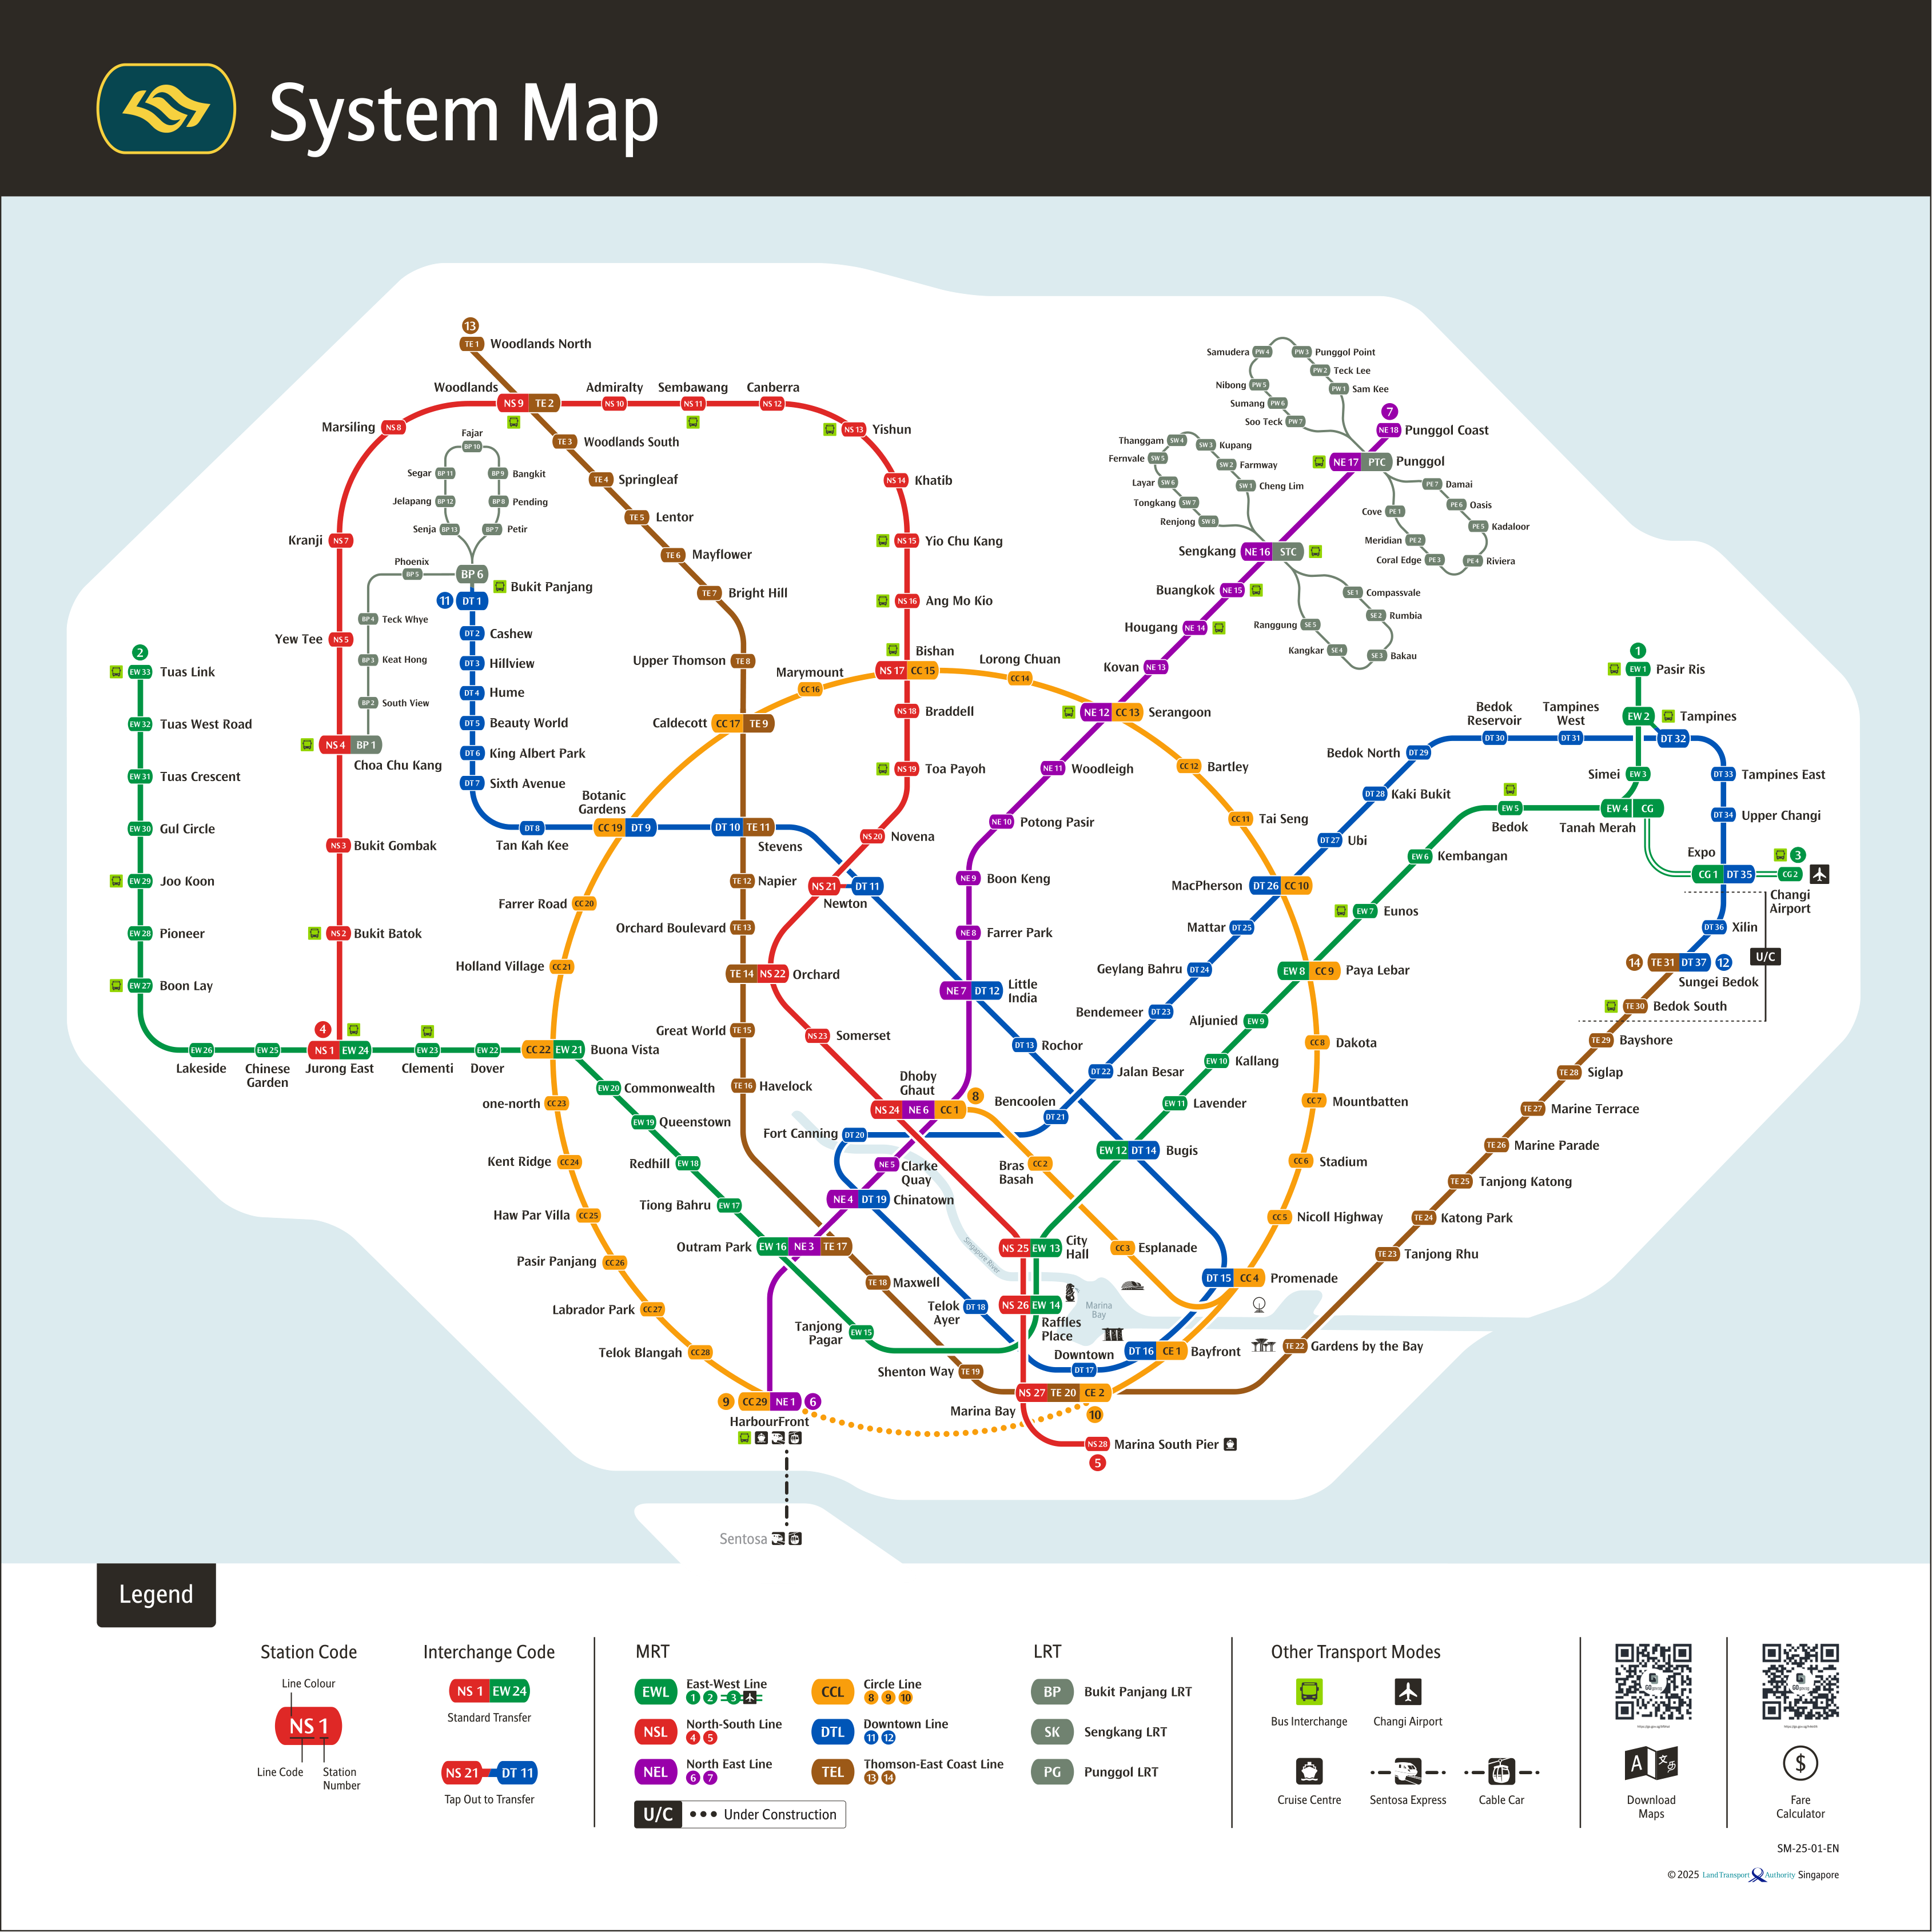 System Map
13
TE 1 Woodlands North
Woodlands
NS 9 TE 2
Admiralty
NS 10
Sembawang
NS 11
Canberra
NS 12
Marsiling NS 8
NS 13 Yishun
TE 3 Woodlands South
NS 14 Khatib
TE 4 Springleaf
TE 5 Lentor
Kranji NS 7
NS 15 Yio Chu Kang
TE 6 Mayflower
TE 7 Bright Hill
NS 16 Ang Mo Kio
Fajar
BP 10
Segar BP 11
BP 9 Bangkit
Jelapang BP 12
BP 8 Pending
Senja BP 13
BP 7 Petir
Phoenix
BP 5
BP 6
Bukit Panjang
11 DT 1
BP 4 Teck Whye
BP 3 Keat Hong
BP 2 South View
Yew Tee NS 5
NS 4 BP 1
Choa Chu Kang
DT 2 Cashew
DT 3 Hillview
DT 4 Hume
DT 5 Beauty World
DT 6 King Albert Park
DT 7 Sixth Avenue
DT 8
Tan Kah Kee
Botanic
Gardens
CC 19 DT 9
DT 10 TE 11
Stevens
Samudera PW 4
PW 3 Punggol Point
PW 2 Teck Lee
Nibong PW 5
PW 1 Sam Kee
Sumang PW 6
Soo Teck PW 7
7
NE 18 Punggol Coast
NE 17 PTC Punggol
Thanggam SW 4
SW 3 Kupang
Fernvale SW 5
SW 2 Farmway
Layar SW 6
SW 1 Cheng Lim
Tongkang SW 7
Renjong SW 8
PE 7 Damai
PE 6 Oasis
Cove PE 1
PE 5 Kadaloor
Meridian PE 2
Coral Edge PE 3
PE 4 Riviera
Sengkang NE 16 STC
SE 1 Compassvale
SE 2 Rumbia
Ranggung SE 5
Kangkar SE 4
SE 3 Bakau
Buangkok NE 15
Hougang NE 14
Kovan NE 13
NE 12 CC 13 Serangoon
NE 11 Woodleigh
NE 10 Potong Pasir
NE 9 Boon Keng
NE 8 Farrer Park
NE 7 DT 12 Little
India
Upper Thomson TE 8
Marymount
CC 16
Bishan
NS 17 CC 15
Lorong Chuan
CC 14
Caldecott CC 17 TE 9
NS 18 Braddell
NS 19 Toa Payoh
NS 20 Novena
NS 21 DT 11
Newton
CC 12 Bartley
CC 11 Tai Seng
MacPherson DT 26 CC 10
2
EW 33 Tuas Link
EW 32 Tuas West Road
EW 31 Tuas Crescent
EW 30 Gul Circle
EW 29 Joo Koon
EW 28 Pioneer
EW 27 Boon Lay
NS 3 Bukit Gombak
NS 2 Bukit Batok
4
EW 26
Lakeside
EW 25
Chinese
Garden
NS 1 EW 24
Jurong East
EW 23
Clementi
EW 22
Dover
CC 22 EW 21 Buona Vista
Farrer Road CC 20
Holland Village CC 21
TE 12 Napier
Orchard Boulevard TE 13
TE 14 NS 22 Orchard
Great World TE 15
NS 23 Somerset
TE 16 Havelock
1
EW 1 Pasir Ris
EW 2 Tampines
Bedok
Reservoir
DT 30
Tampines
West
DT 31
DT 32
Bedok North DT 29
Simei EW 3
DT 33 Tampines East
DT 28 Kaki Bukit
EW 5
Bedok
EW 4 CG
Tanah Merah
DT 34 Upper Changi
DT 27 Ubi
EW 6 Kembangan
Expo
CG 1 DT 35
3
CG 2
Changi
Airport
EW 7 Eunos
Mattar DT 25
DT 36 Xilin
U/C
14 TE 31 DT 37 12
Sungei Bedok
TE 30 Bedok South
TE 29 Bayshore
TE 28 Siglap
TE 27 Marine Terrace
TE 26 Marine Parade
TE 25 Tanjong Katong
TE 24 Katong Park
TE 23 Tanjong Rhu
Geylang Bahru DT 24
EW 8 CC 9 Paya Lebar
Bendemeer DT 23
Aljunied EW 9
CC 8 Dakota
DT 13 Rochor
DT 22 Jalan Besar
EW 10 Kallang
EW 11 Lavender
CC 7 Mountbatten
EW 12 DT 14 Bugis
CC 6 Stadium
CC 5 Nicoll Highway
DT 15 CC 4 Promenade
EW 20 Commonwealth
one-north CC 23
EW 19 Queenstown
Kent Ridge CC 24
Redhill EW 18
Haw Par Villa CC 25
Tiong Bahru EW 17
Pasir Panjang CC 26
Outram Park EW 16 NE 3 TE 17
Labrador Park CC 27
Telok Blangah CC 28
Dhoby
Ghaut
NS 24 NE 6 CC 1
8
Bencoolen
DT 21
Fort Canning DT 20
NE 5 Clarke
Quay
Bras
Basah
CC 2
NE 4 DT 19 Chinatown
Singapore River
NS 25 EW 13 City
Hall
CC 3 Esplanade
TE 18 Maxwell
Telok
Ayer
DT 18
NS 26 EW 14
Raffles
Place
Marina
Bay
Tanjong
Pagar
EW 15
Downtown
DT 17
DT 16 CE 1 Bayfront
TE 22 Gardens by the Bay
Shenton Way TE 19
NS 27 TE 20 CE 2
Marina Bay
10
9 CC 29 NE 1 6
HarbourFront
NS 28 Marina South Pier
5
Sentosa
Legend
Station Code
Line Colour
NS 1
Line Code
Station
Number
Interchange Code
NS 1 EW 24
Standard Transfer
NS 21 DT 11
Tap Out to Transfer
MRT
EWL East-West Line
1 2 3
NSL North-South Line
4 5
NEL North East Line
6 7
CCL Circle Line
8 9 10
DTL Downtown Line
11 12
TEL Thomson-East Coast Line
13 14
U/C Under Construction
LRT
BP Bukit Panjang LRT
SK Sengkang LRT
PG Punggol LRT
Other Transport Modes
Bus Interchange
Changi Airport
Cruise Centre
Sentosa Express
Cable Car
A 文
Download
Maps
$
Fare
Calculator
SM-25-01-EN
© 2025 Land Transport Authority Singapore